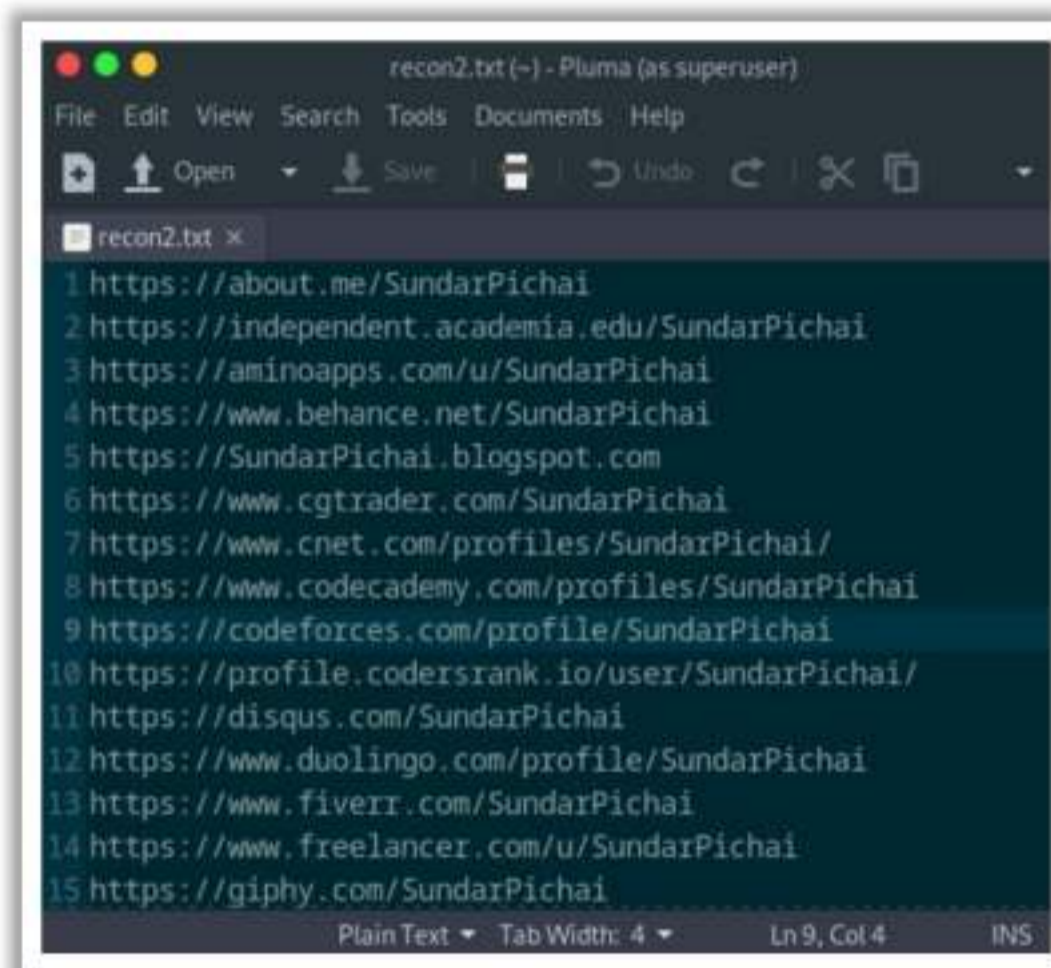 recon2.txt (~) - Pluma (as superuser)
File Edit View Search Tools Documents Help
Open Save Undo
recon2.txt ×
1 https://about.me/SundarPichai
2 https://independent.academia.edu/SundarPichai
3 https://aminoapps.com/u/SundarPichai
4 https://www.behance.net/SundarPichai
5 https://SundarPichai.blogspot.com
6 https://www.cgtrader.com/SundarPichai
7 https://www.cnet.com/profiles/SundarPichai/
8 https://www.codecademy.com/profiles/SundarPichai
9 https://codeforces.com/profile/SundarPichai
10 https://profile.codersrank.io/user/SundarPichai/
11 https://disqus.com/SundarPichai
12 https://www.duolingo.com/profile/SundarPichai
13 https://www.fiverr.com/SundarPichai
14 https://www.freelancer.com/u/SundarPichai
15 https://giphy.com/SundarPichai
Plain Text Tab Width: 4 Ln 9, Col 4 INS